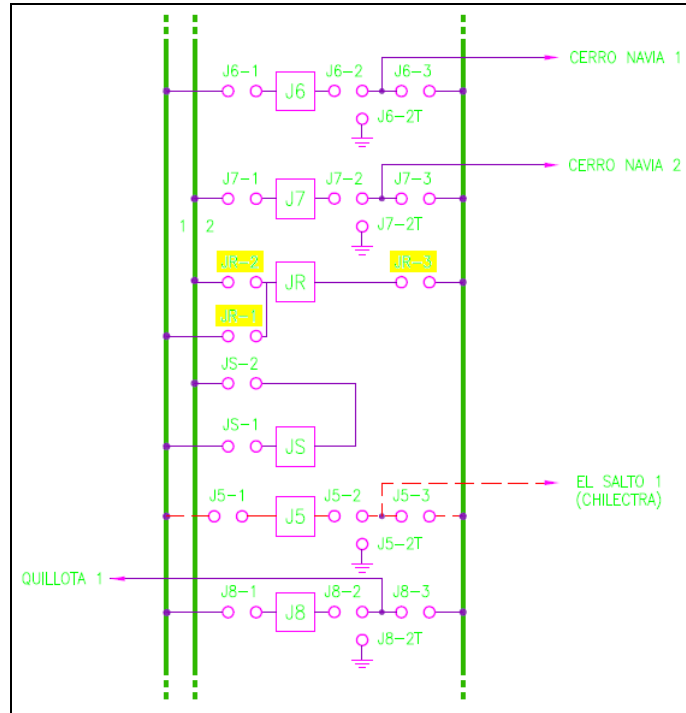 CERRO NAVIA 1
J6-1 J6-2 J6-3
J6
J6-2T
CERRO NAVIA 2
J7-1 J7-2 J7-3
J7
J7-2T
1 2
JR-2 JR-3
JR
JR-1
JS-2
JS-1
JS
EL SALTO 1
(CHILECTRA)
J5-1 J5-2 J5-3
J5
J5-2T
QUILLOTA 1
J8-1 J8-2 J8-3
J8
J8-2T